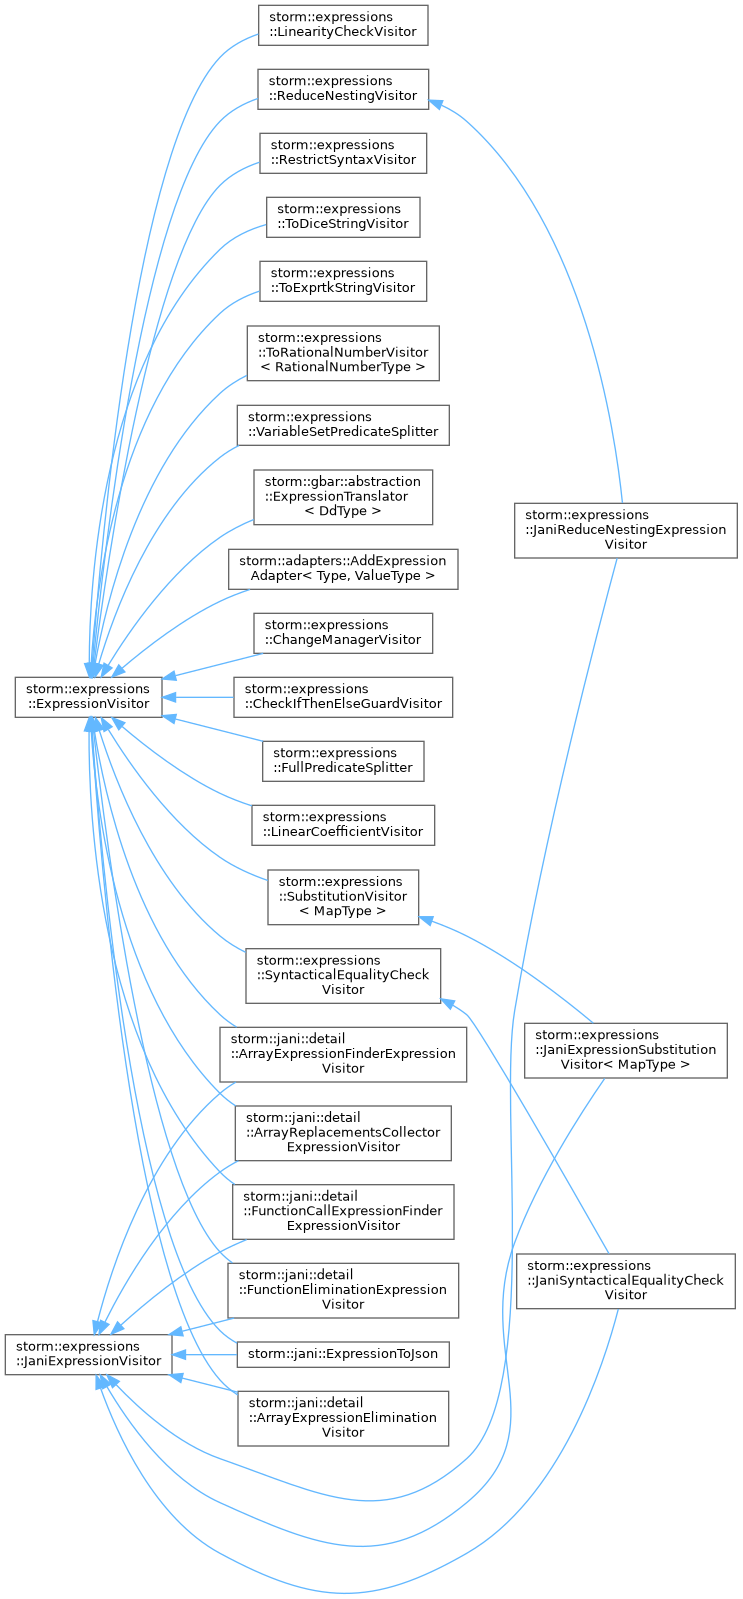 storm::expressions
::LinearityCheckVisitor
storm::expressions
::ReduceNestingVisitor
storm::expressions
::RestrictSyntaxVisitor
storm::expressions
::ToDiceStringVisitor
storm::expressions
::ToExprtkStringVisitor
storm::expressions
::ToRationalNumberVisitor
< RationalNumberType >
storm::expressions
::VariableSetPredicateSplitter
storm::gbar::abstraction
::ExpressionTranslator
< DdType >
storm::expressions
::JaniReduceNestingExpression
Visitor
storm::adapters::AddExpression
Adapter< Type, ValueType >
storm::expressions
::ChangeManagerVisitor
storm::expressions
::ExpressionVisitor
storm::expressions
::CheckIfThenElseGuardVisitor
storm::expressions
::FullPredicateSplitter
storm::expressions
::LinearCoefficientVisitor
storm::expressions
::SubstitutionVisitor
< MapType >
storm::expressions
::SyntacticalEqualityCheck
Visitor
storm::jani::detail
::ArrayExpressionFinderExpression
Visitor
storm::expressions
::JaniExpressionSubstitution
Visitor< MapType >
storm::jani::detail
::ArrayReplacementsCollector
ExpressionVisitor
storm::jani::detail
::FunctionCallExpressionFinder
ExpressionVisitor
storm::jani::detail
::FunctionEliminationExpression
Visitor
storm::expressions
::JaniSyntacticalEqualityCheck
Visitor
storm::expressions
::JaniExpressionVisitor
storm::jani::ExpressionToJson
storm::jani::detail
::ArrayExpressionElimination
Visitor